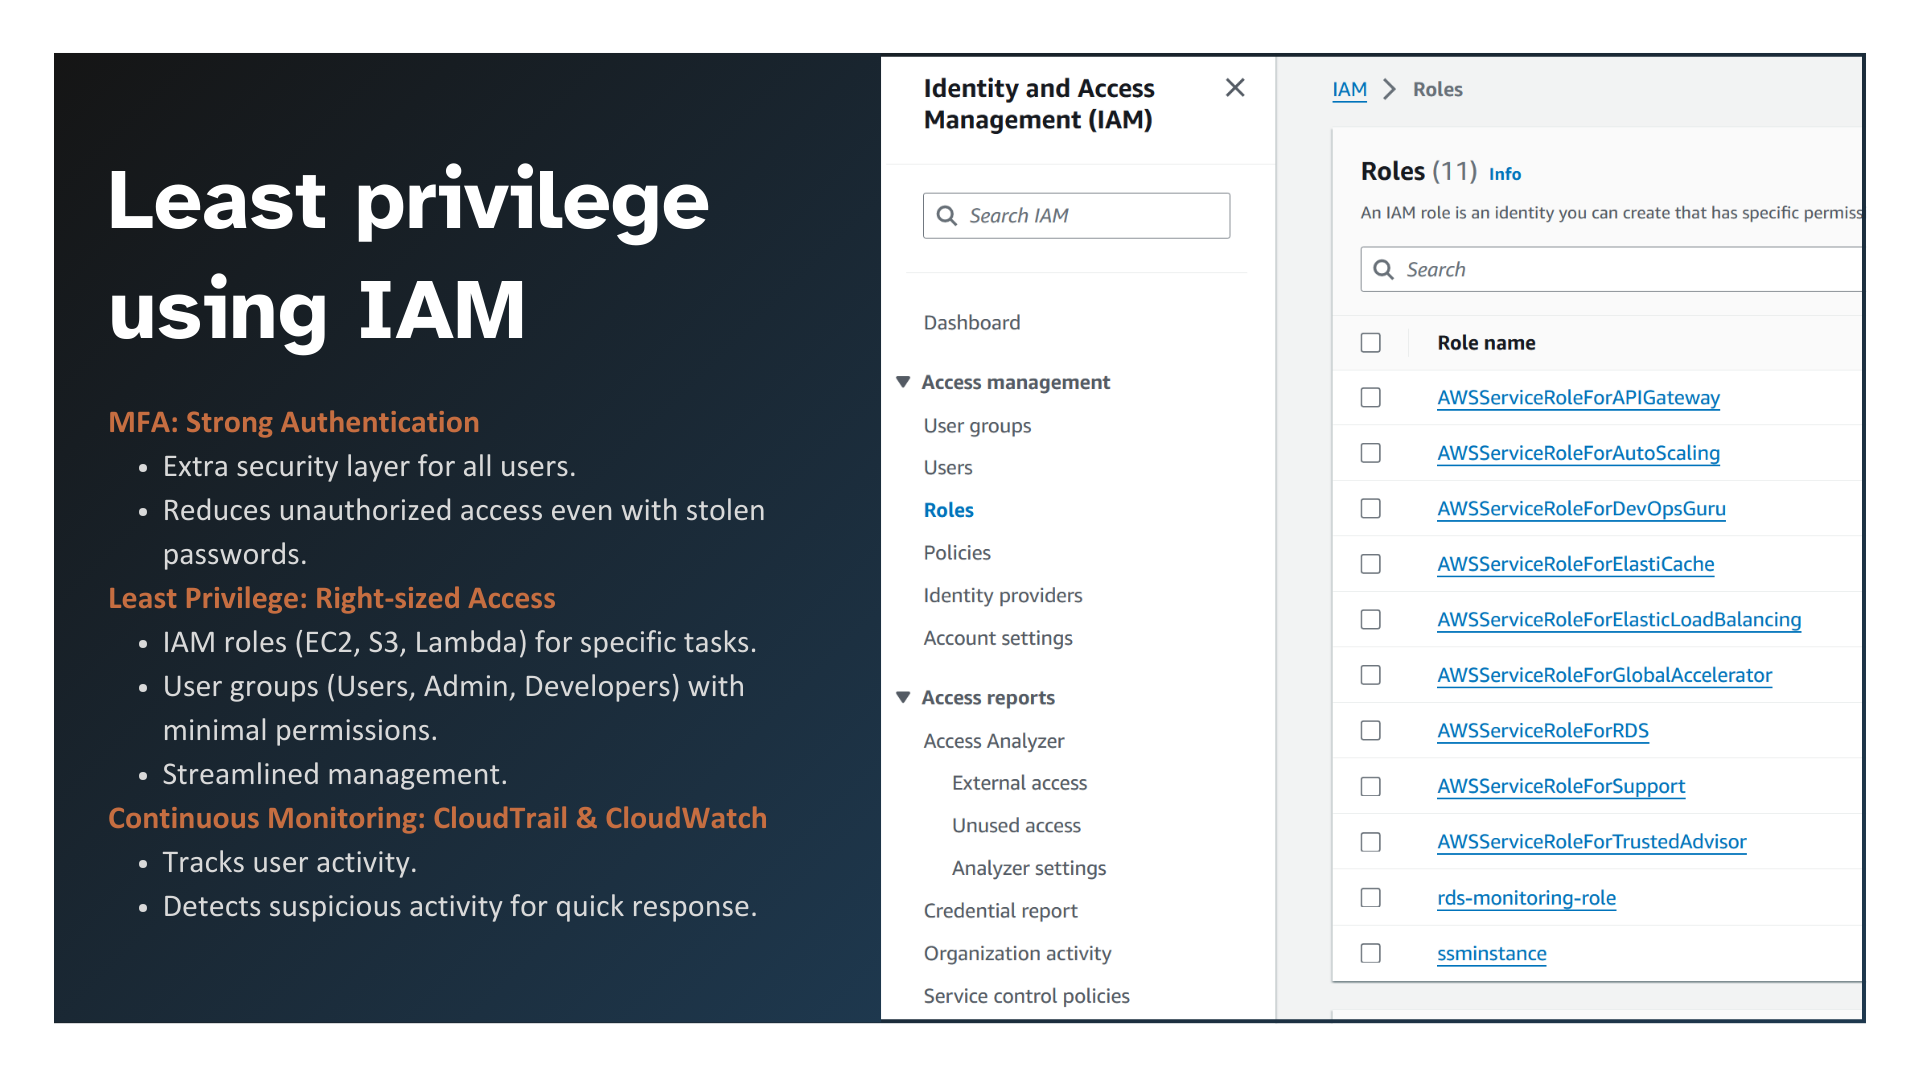 Least privilege
using IAM
MFA: Strong Authentication
• Extra security layer for all users.
• Reduces unauthorized access even with stolen
passwords.
Least Privilege: Right-sized Access
• IAM roles (EC2, S3, Lambda) for specific tasks.
• User groups (Users, Admin, Developers) with
minimal permissions.
• Streamlined management.
Continuous Monitoring: CloudTrail & CloudWatch
• Tracks user activity.
• Detects suspicious activity for quick response.
Identity and Access
Management (IAM)
Search IAM
Dashboard
Access management
User groups
Users
Roles
Policies
Identity providers
Account settings
Access reports
Access Analyzer
External access
Unused access
Analyzer settings
Credential report
Organization activity
Service control policies
IAM > Roles
Roles (11) Info
An IAM role is an identity you can create that has specific permiss
Search
Role name
AWSServiceRoleForAPIGateway
AWSServiceRoleForAutoScaling
AWSServiceRoleForDevOpsGuru
AWSServiceRoleForElastiCache
AWSServiceRoleForElasticLoadBalancing
AWSServiceRoleForGlobalAccelerator
AWSServiceRoleForRDS
AWSServiceRoleForSupport
AWSServiceRoleForTrustedAdvisor
rds-monitoring-role
ssminstance